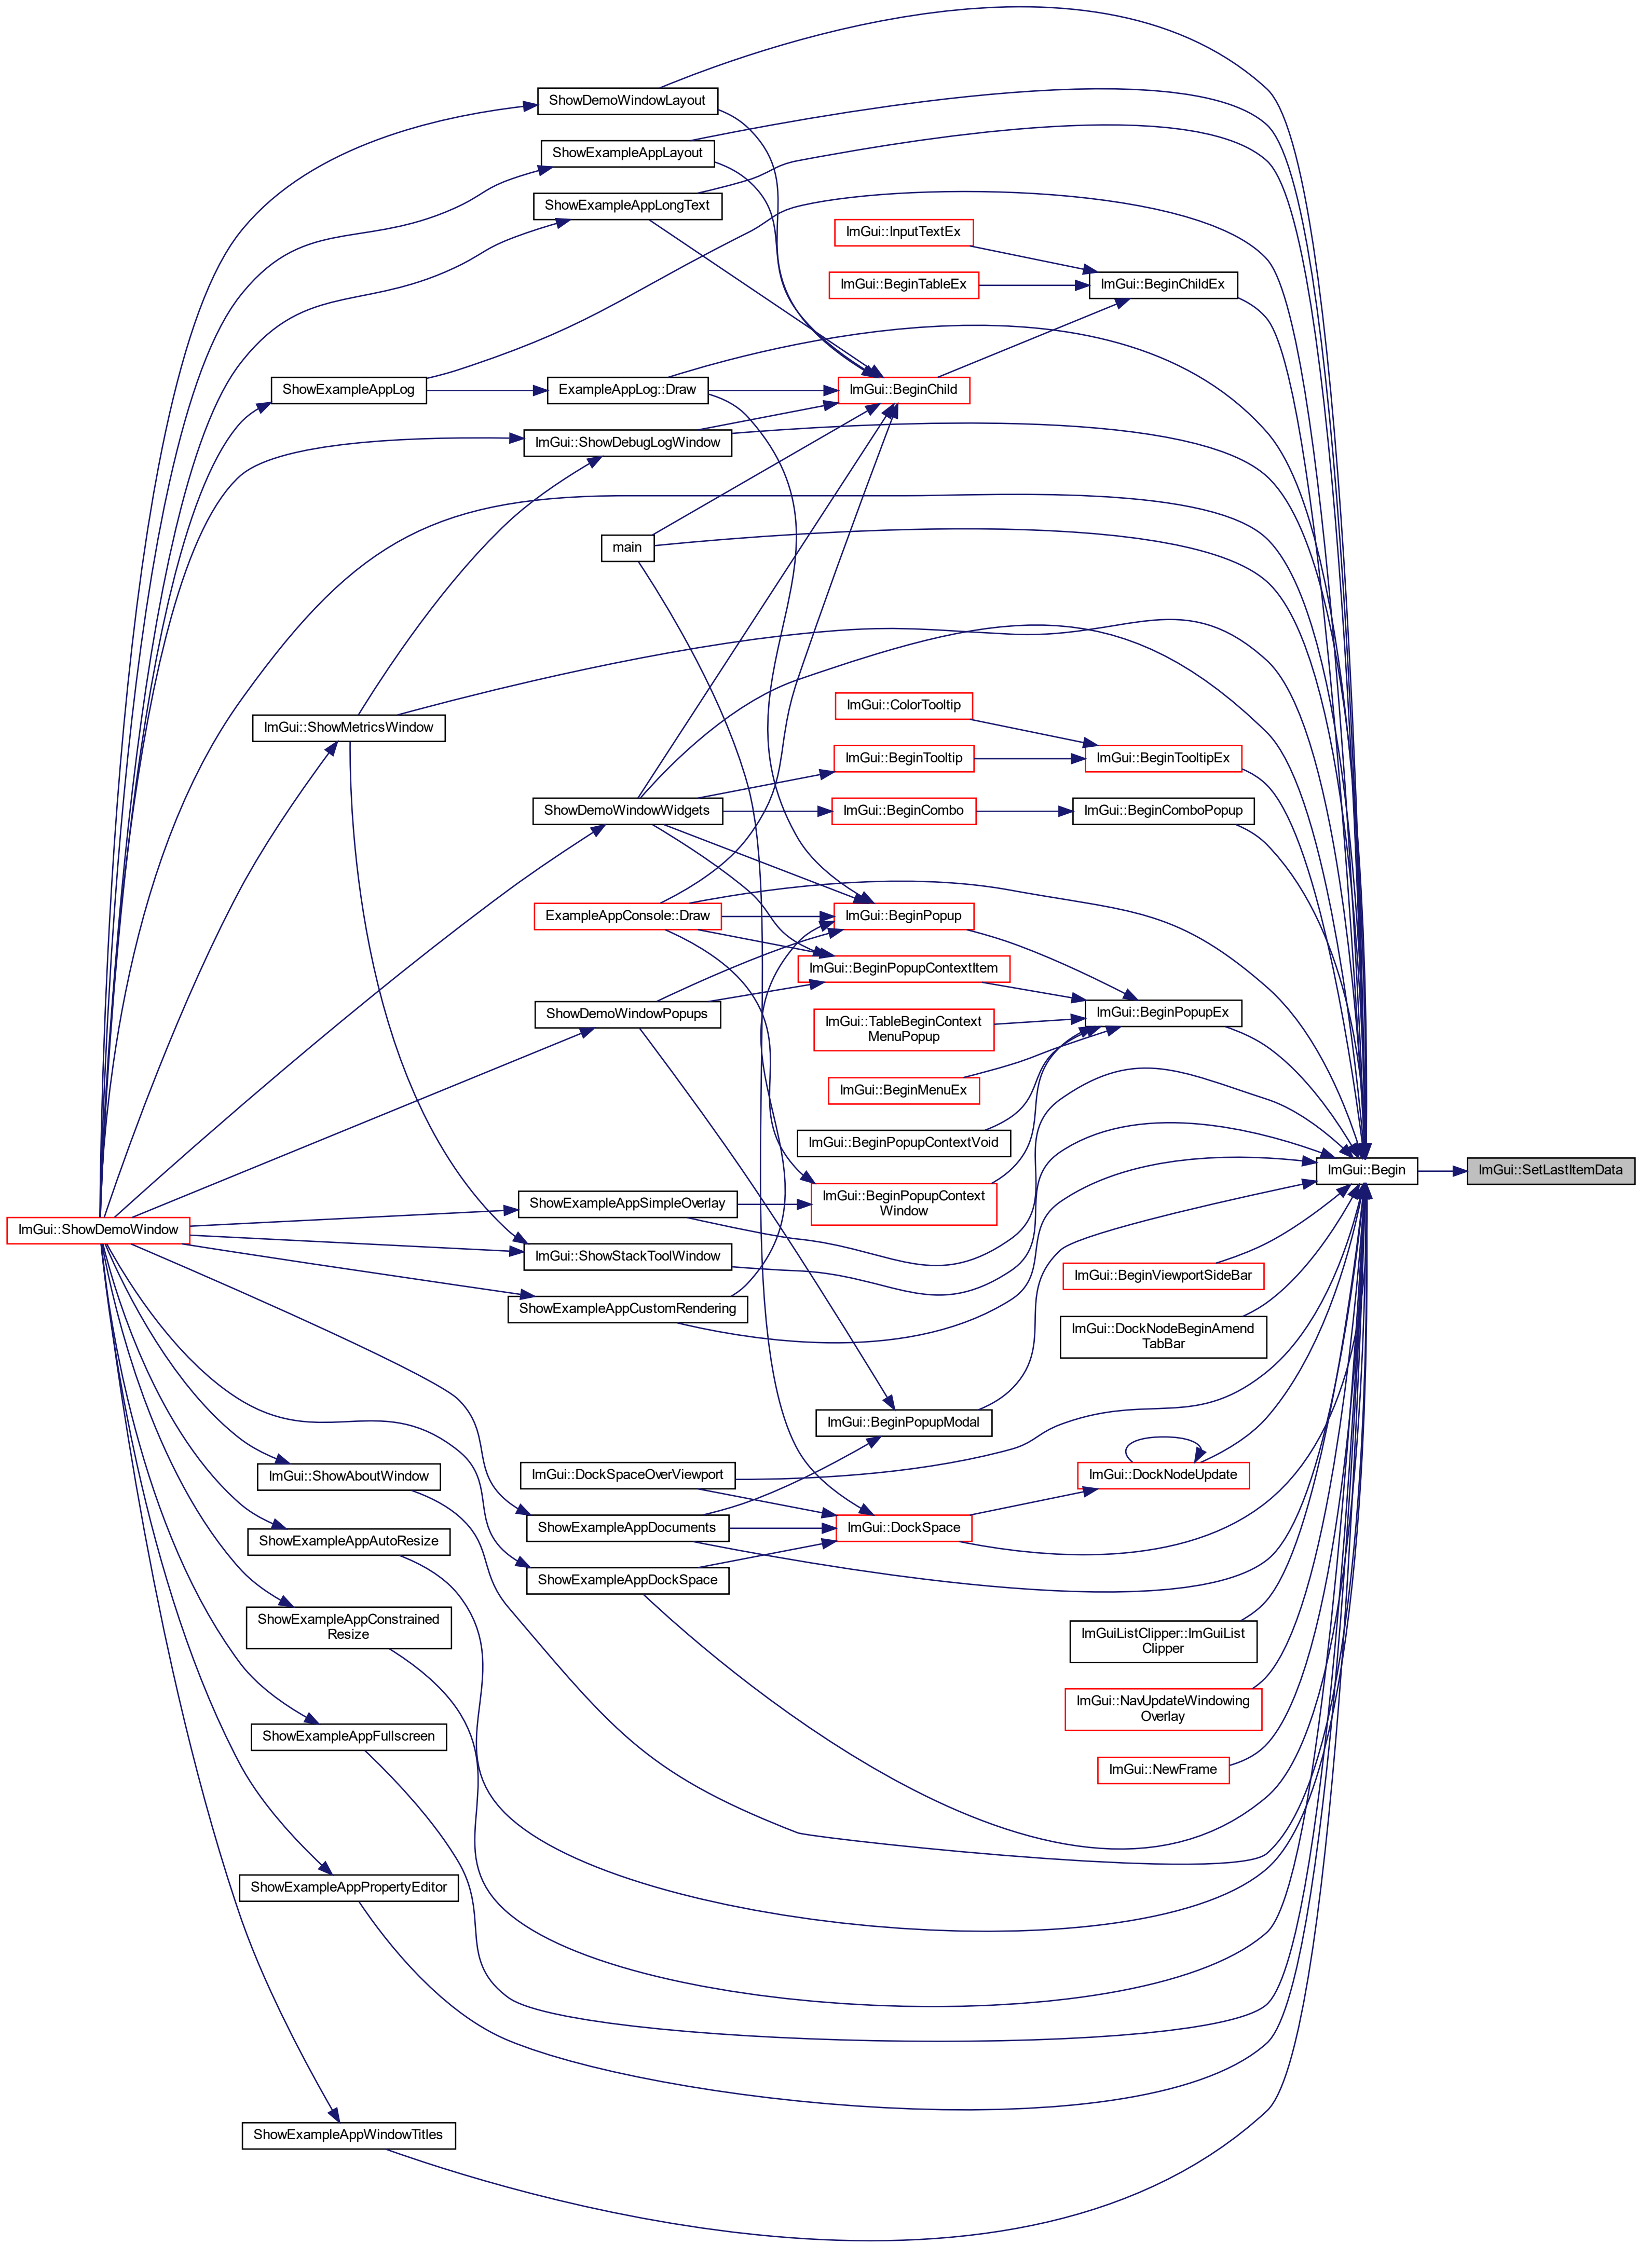 ShowDemoWindowLayout
ShowExampleAppLayout
ShowExampleAppLongText
ImGui::InputTextEx
ImGui::BeginTableEx
ImGui::BeginChildEx
ShowExampleAppLog
ExampleAppLog::Draw
ImGui::BeginChild
ImGui::ShowDebugLogWindow
main
ImGui::ShowMetricsWindow
ImGui::ColorTooltip
ImGui::BeginTooltip
ImGui::BeginTooltipEx
ShowDemoWindowWidgets
ImGui::BeginCombo
ImGui::BeginComboPopup
ExampleAppConsole::Draw
ImGui::BeginPopup
ImGui::BeginPopupContextItem
ShowDemoWindowPopups
ImGui::TableBeginContext
MenuPopup
ImGui::BeginPopupEx
ImGui::BeginMenuEx
ImGui::BeginPopupContextVoid
ImGui::Begin
ImGui::SetLastItemData
ShowExampleAppSimpleOverlay
ImGui::BeginPopupContext
Window
ImGui::ShowDemoWindow
ImGui::ShowStackToolWindow
ImGui::BeginViewportSideBar
ShowExampleAppCustomRendering
ImGui::DockNodeBeginAmend
TabBar
ImGui::BeginPopupModal
ImGui::ShowAboutWindow
ImGui::DockSpaceOverViewport
ImGui::DockNodeUpdate
ShowExampleAppAutoResize
ShowExampleAppDocuments
ImGui::DockSpace
ShowExampleAppDockSpace
ShowExampleAppConstrained
Resize
ImGuiListClipper::ImGuiList
Clipper
ImGui::NavUpdateWindowing
Overlay
ShowExampleAppFullscreen
ImGui::NewFrame
ShowExampleAppPropertyEditor
ShowExampleAppWindowTitles